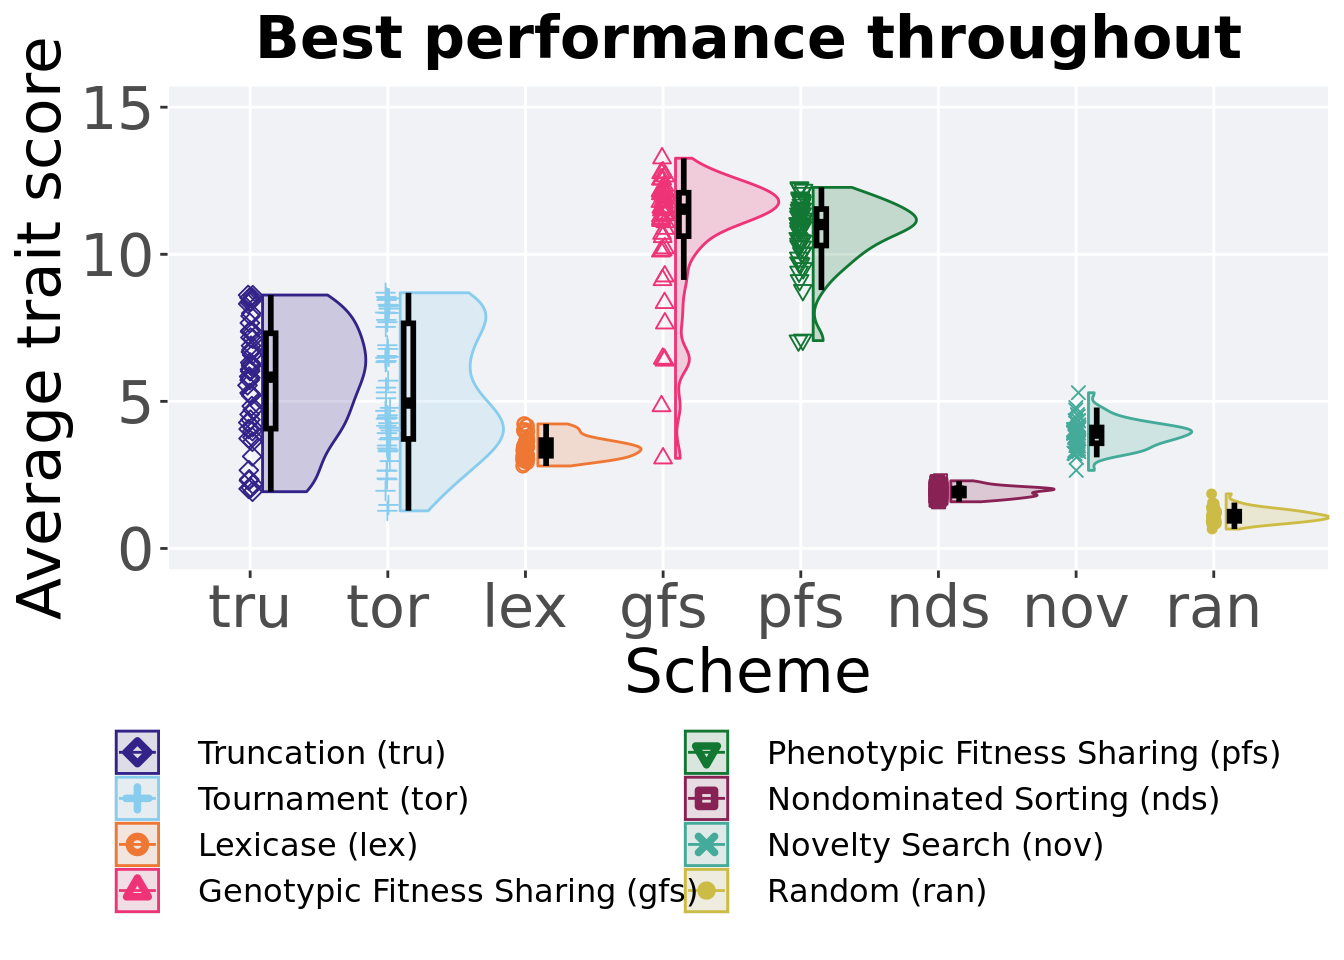 Best performance throughout
Average trait score
15
10
5
0
tru tor lex gfs pfs nds nov ran
Scheme
Truncation (tru)
Tournament (tor)
Lexicase (lex)
Genotypic Fitness Sharing (gfs)
Phenotypic Fitness Sharing (pfs)
Nondominated Sorting (nds)
Novelty Search (nov)
Random (ran)